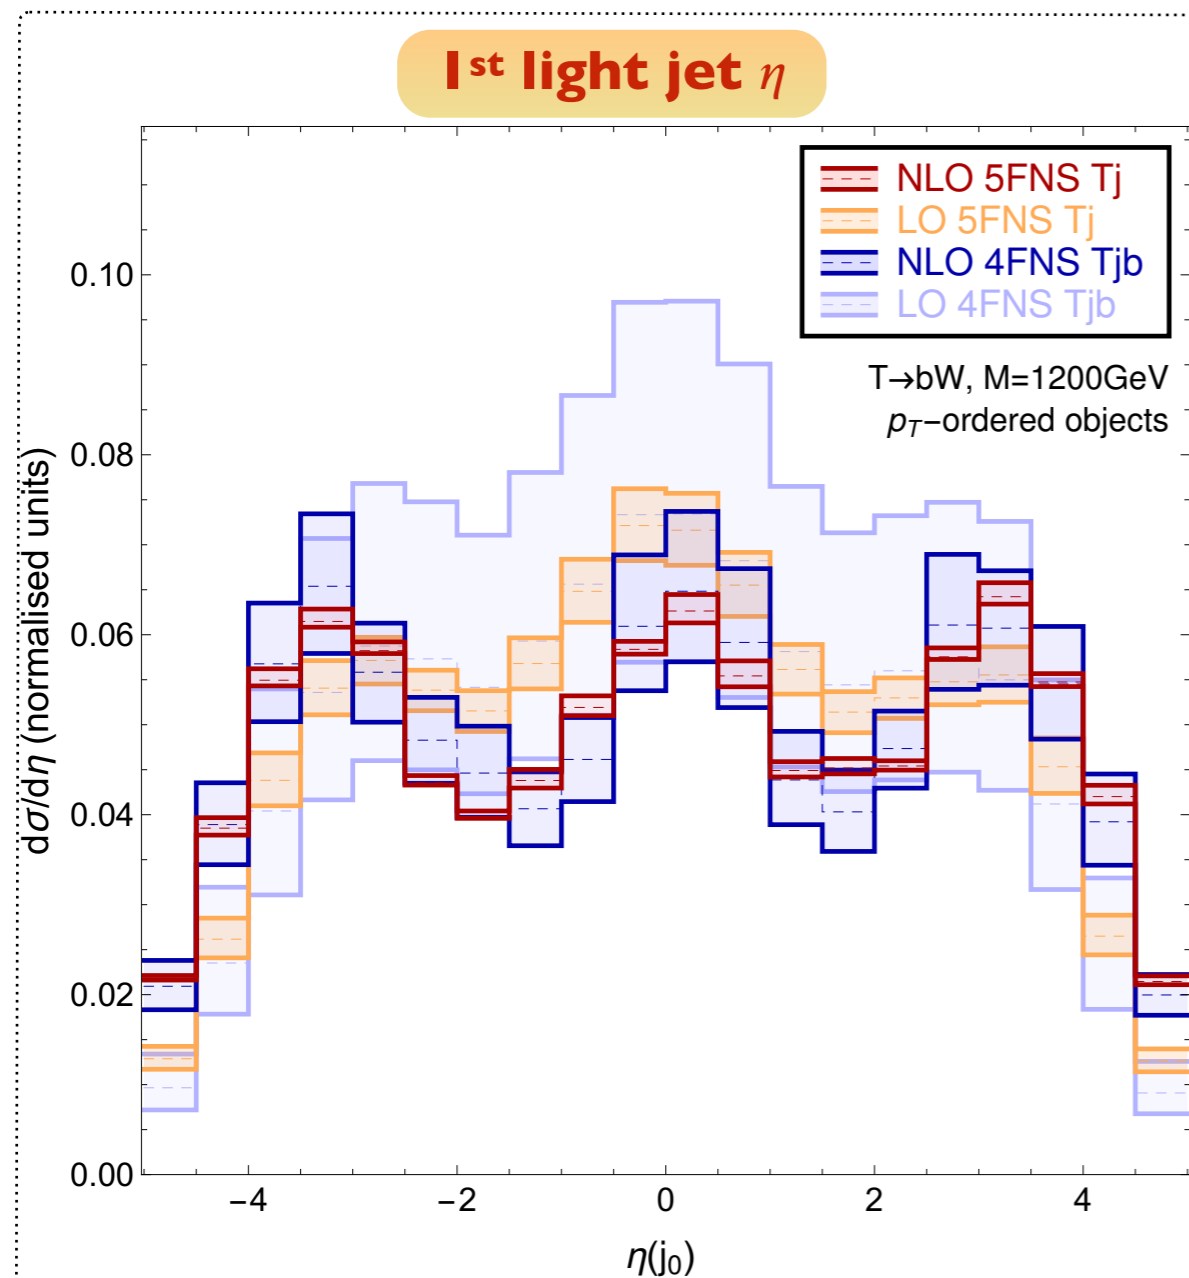 1st light jet η
NLO 5FNS Tj
LO 5FNS Tj
NLO 4FNS Tjb
LO 4FNS Tjb
T→bW, M=1200GeV
pT-ordered objects
dσ/dη (normalised units)
0.10
0.08
0.06
0.04
0.02
0.00
−4 −2 0 2 4
η(j0)